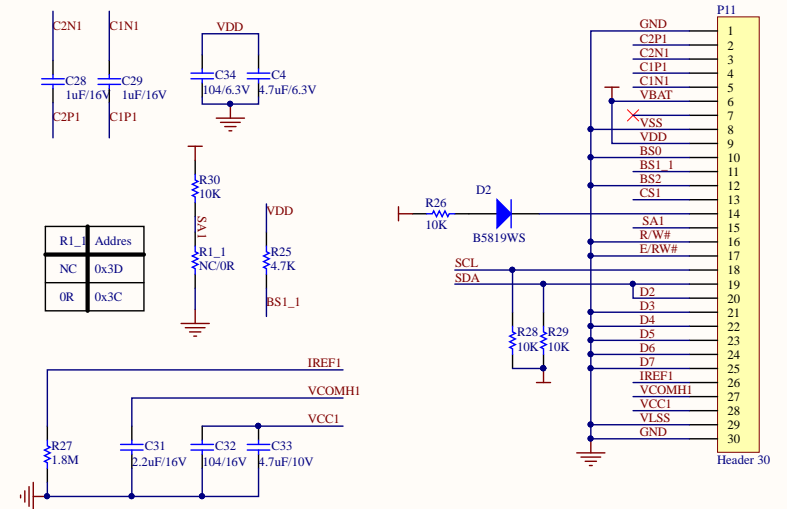 C2N1
C1N1
C28
1uF/16V
C29
1uF/16V
C2P1
C1P1
VDD
C34
104/6.3V
C4
4.7uF/6.3V
R30
10K
SA1
R1_1
NC/0R
VDD
R25
4.7K
BS1_1
R1_1 Addres
NC 0x3D
0R 0x3C
IREF1
VCOMH1
VCC1
R27
1.8M
C31
2.2uF/16V
C32
104/16V
C33
4.7uF/10V
R26
10K
D2
B5819WS
SCL
SDA
R28
10K
R29
10K
P11
GND 1
C2P1 2
C2N1 3
C1P1 4
C1N1 5
VBAT 6
7
VSS 8
VDD 9
BS0 10
BS1_1 11
BS2 12
CS1 13
14
SA1 15
R/W# 16
E/RW# 17
18
19
D2 20
D3 21
D4 22
D5 23
D6 24
D7 25
IREF1 26
VCOMH1 27
VCC1 28
VLSS 29
GND 30
Header 30